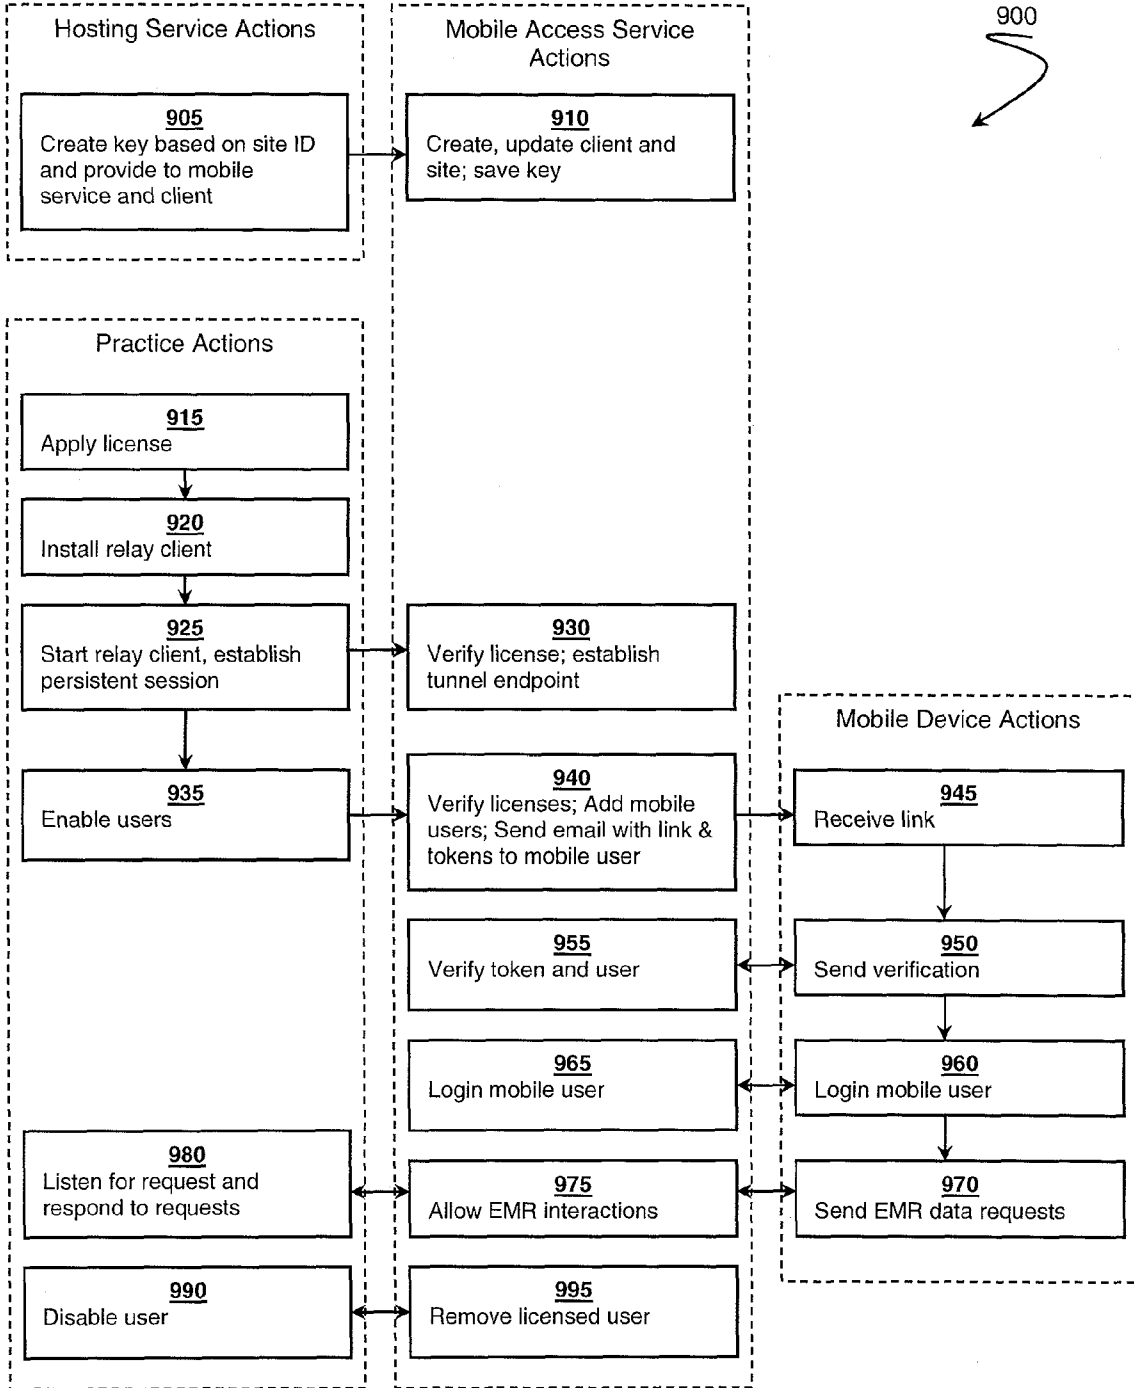 Hosting Service Actions
Mobile Access Service
Actions
900
905
Create key based on site ID
and provide to mobile
service and client
910
Create, update client and
site; save key
Practice Actions
915
Apply license
920
Install relay client
925
Start relay client, establish
persistent session
930
Verify license; establish
tunnel endpoint
Mobile Device Actions
935
Enable users
940
Verify licenses; Add mobile
users; Send email with link &
tokens to mobile user
945
Receive link
955
Verify token and user
950
Send verification
965
Login mobile user
960
Login mobile user
980
Listen for request and
respond to requests
975
Allow EMR interactions
970
Send EMR data requests
990
Disable user
995
Remove licensed user